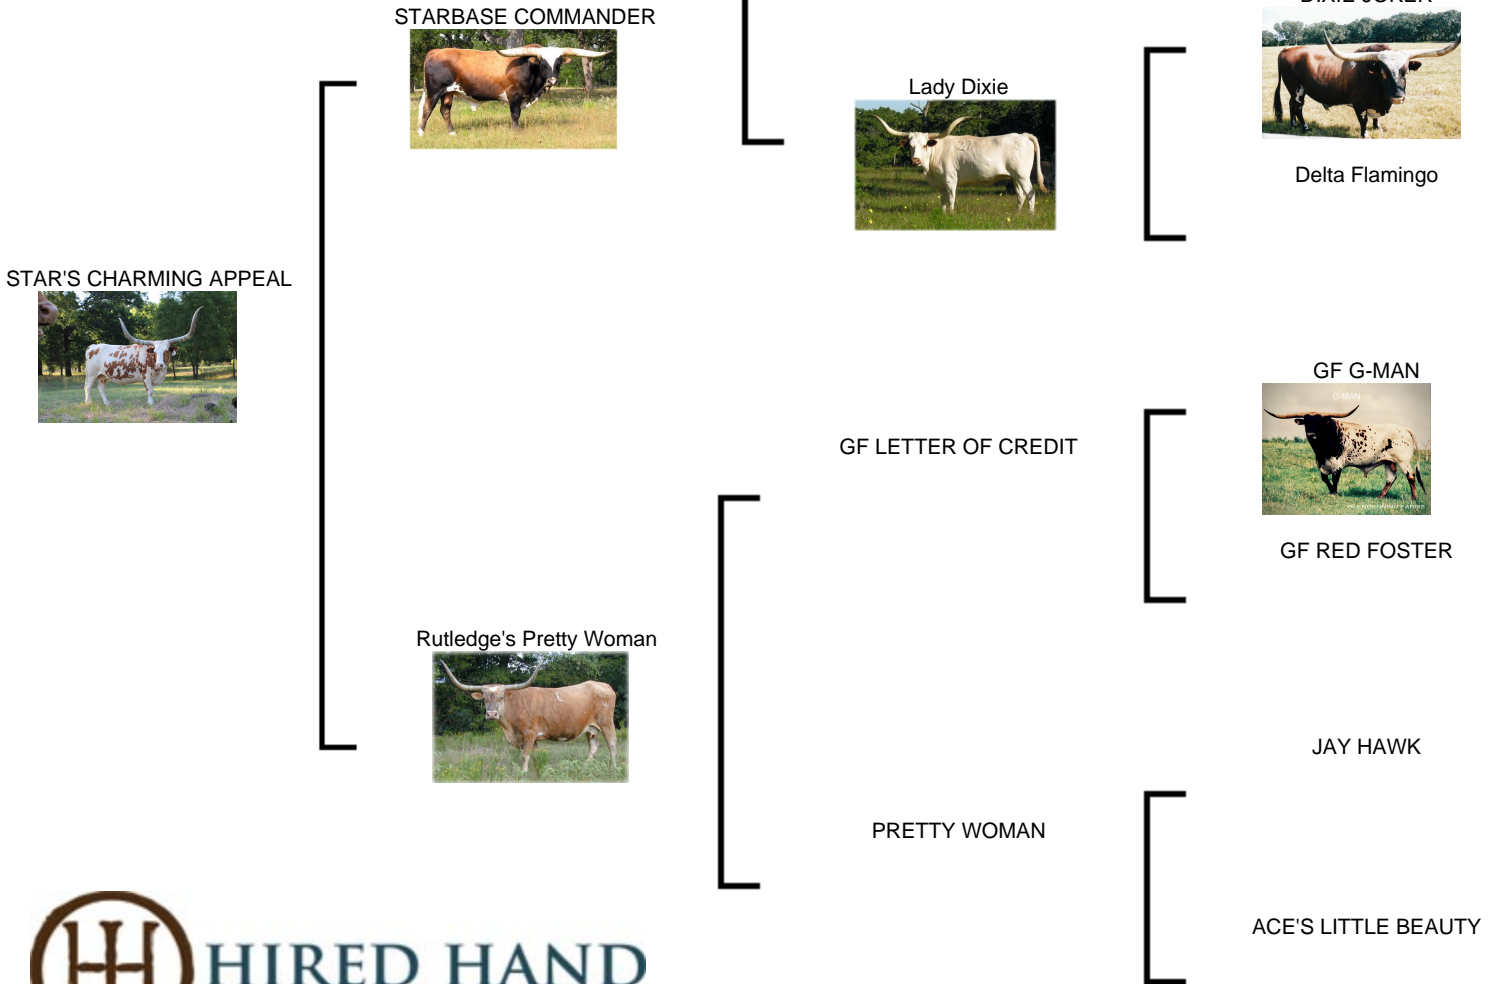 STARBASE COMMANDER
Lady Dixie
Delta Flamingo
STAR'S CHARMING APPEAL
GF G-MAN
G-MAN
GF LETTER OF CREDIT
GF RED FOSTER
Rutledge's Pretty Woman
JAY HAWK
PRETTY WOMAN
ACE'S LITTLE BEAUTY
HIRED HAND